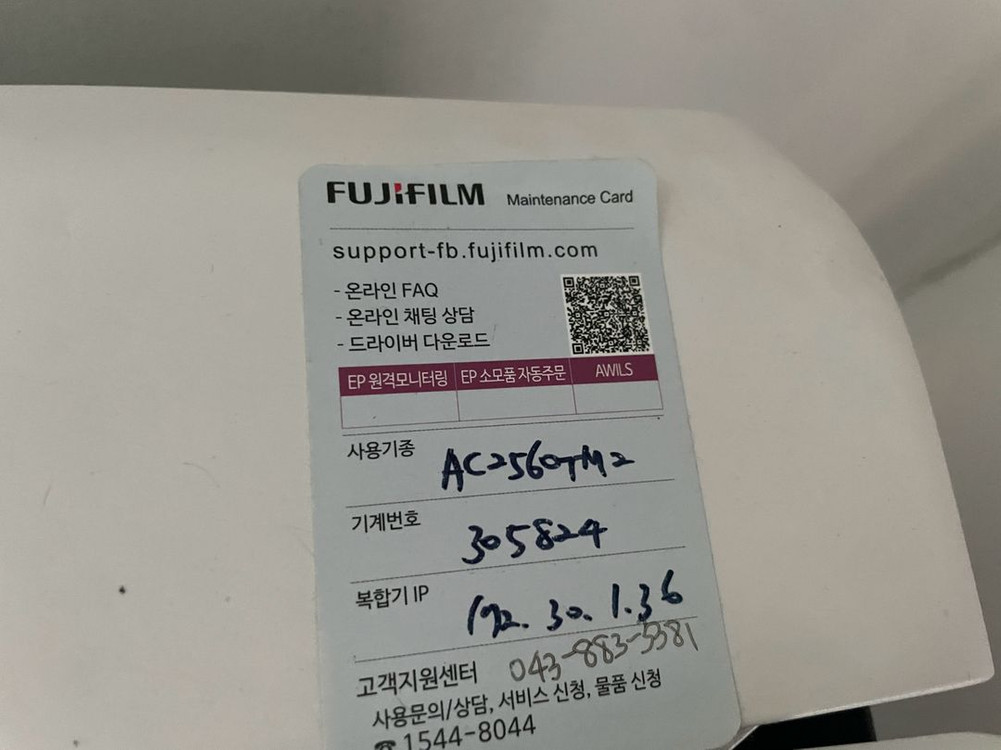 FUJIFILM Maintenance Card
support-fb.fujifilm.com
- 온라인 FAQ
- 온라인 채팅 상담
- 드라이버 다운로드
EP 원격모니터링 EP 소모품 자동주문 AWILS
사용기종 AC2560TM2
기계번호 305824
복합기 IP 192.30.1.36
043-883-5381
고객지원센터
사용문의/상담, 서비스 신청, 물품 신청
☎1544-8044